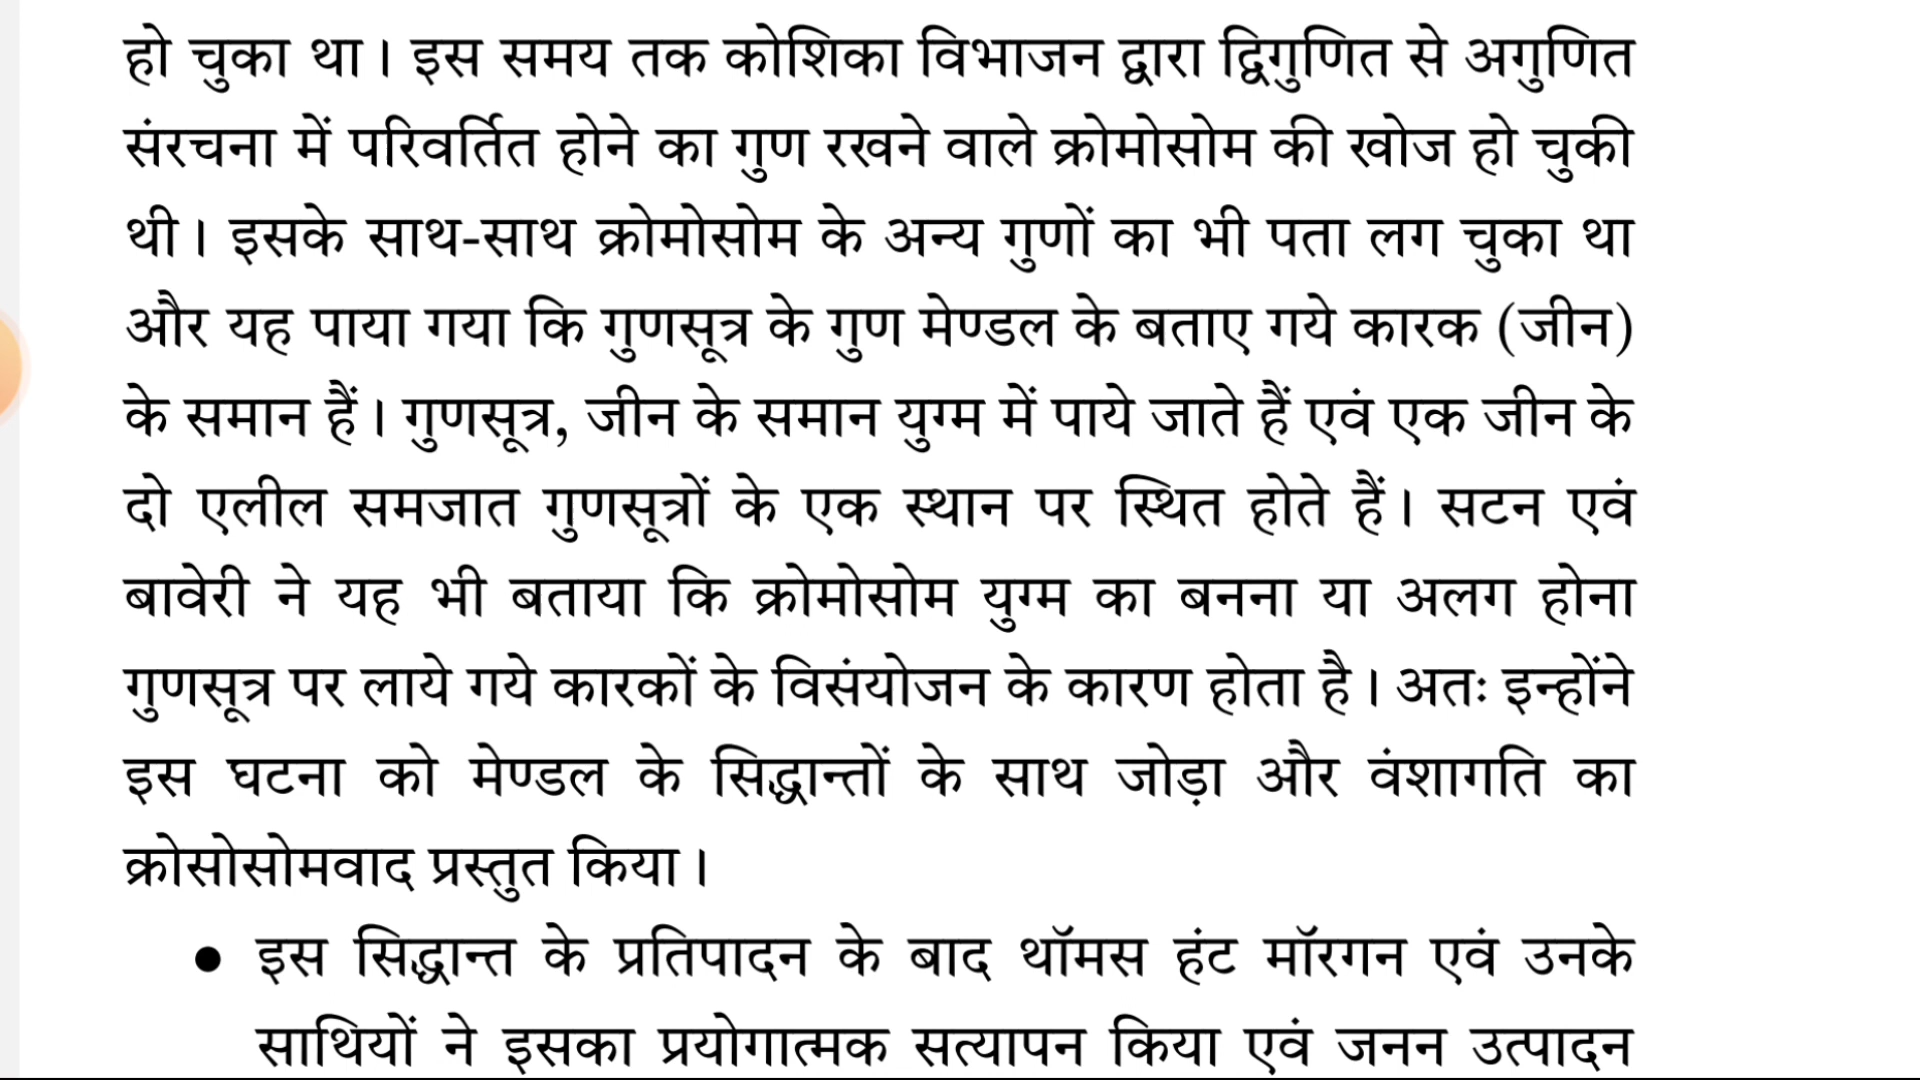 हो चुका था। इस समय तक कोशिका विभाजन द्वारा द्विगुणित से अगुणित
संरचना में परिवर्तित होने का गुण रखने वाले क्रोमोसोम की खोज हो चुकी
थी। इसके साथ-साथ क्रोमोसोम के अन्य गुणों का भी पता लग चुका था
और यह पाया गया कि गुणसूत्र के गुण मेण्डल के बताए गये कारक (जीन)
के समान हैं। गुणसूत्र, जीन के समान युग्म में पाये जाते हैं एवं एक जीन के
दो एलील समजात गुणसूत्रों के एक स्थान पर स्थित होते हैं। सटन एवं
बावेरी ने यह भी बताया कि क्रोमोसोम युग्म का बनना या अलग होना
गुणसूत्र पर लाये गये कारकों के विसंयोजन के कारण होता है। अतः इन्होंने
इस घटना को मेण्डल के सिद्धान्तों के साथ जोड़ा और वंशागति का
क्रोसोसोमवाद प्रस्तुत किया।
● इस सिद्धान्त के प्रतिपादन के बाद थॉमस हंट मॉरगन एवं उनके
साथियों ने इसका प्रयोगात्मक सत्यापन किया एवं जनन उत्पादन